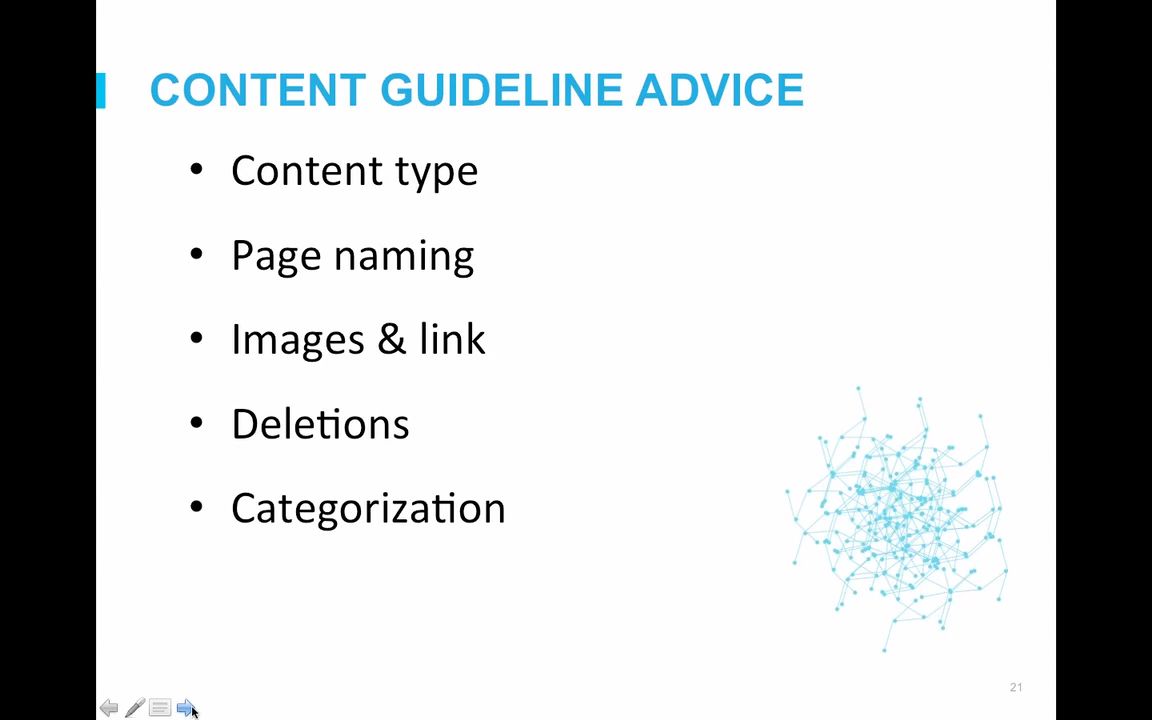 CONTENT GUIDELINE ADVICE
• Content type
• Page naming
• Images & link
• Deletions
• Categorization
21